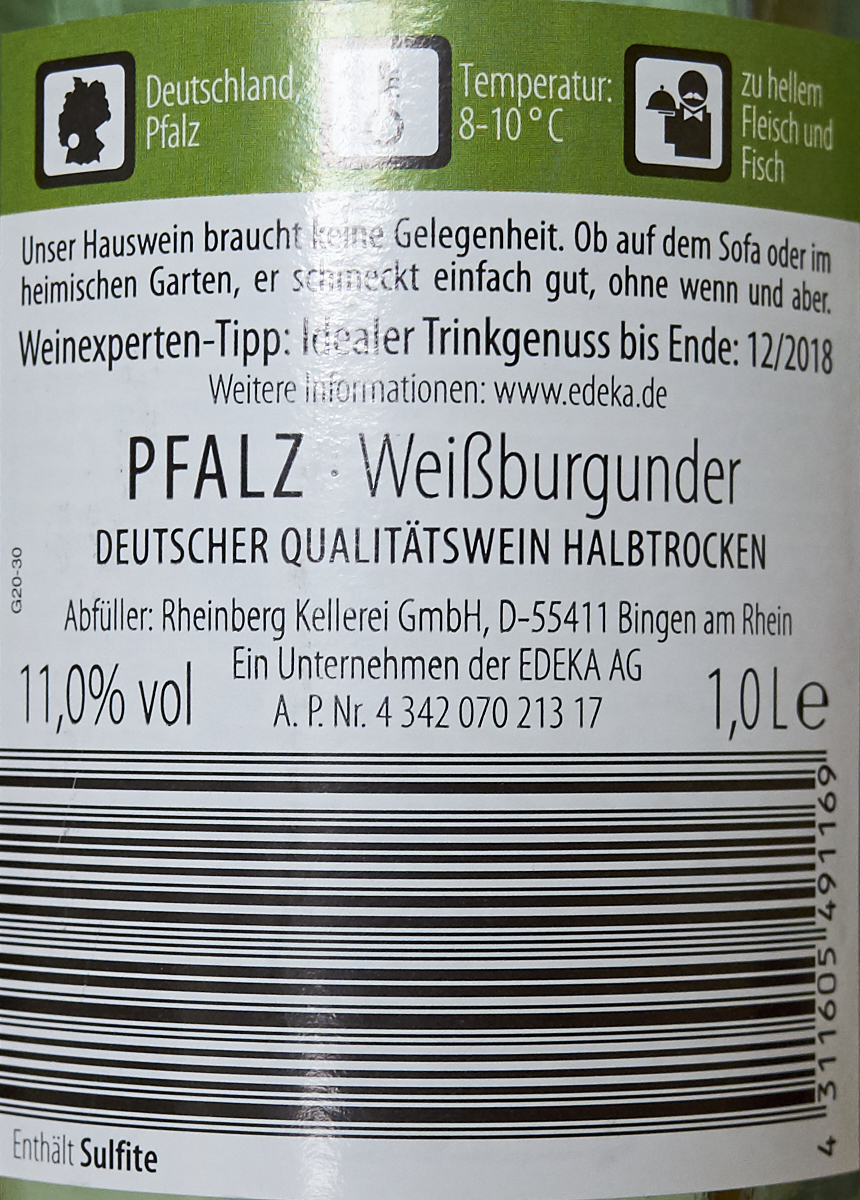 Deutschland,
Pfalz
Temperatur:
8-10 °C
zu hellem
Fleisch und
Fisch
Unser Hauswein braucht keine Gelegenheit. Ob auf dem Sofa oder im
heimischen Garten, er schmeckt einfach gut, ohne wenn und aber.
Weinexperten-Tipp: Idealer Trinkgenuss bis Ende: 12/2018
Weitere Informationen: www.edeka.de
PFALZ · Weißburgunder
DEUTSCHER QUALITÄTSWEIN HALBTROCKEN
G20-30
Abfüller: Rheinberg Kellerei GmbH, D-55411 Bingen am Rhein
Ein Unternehmen der EDEKA AG
11,0% vol
A. P. Nr. 4 342 070 213 17
1,0 L e
4 311605 491169
Enthält Sulfite